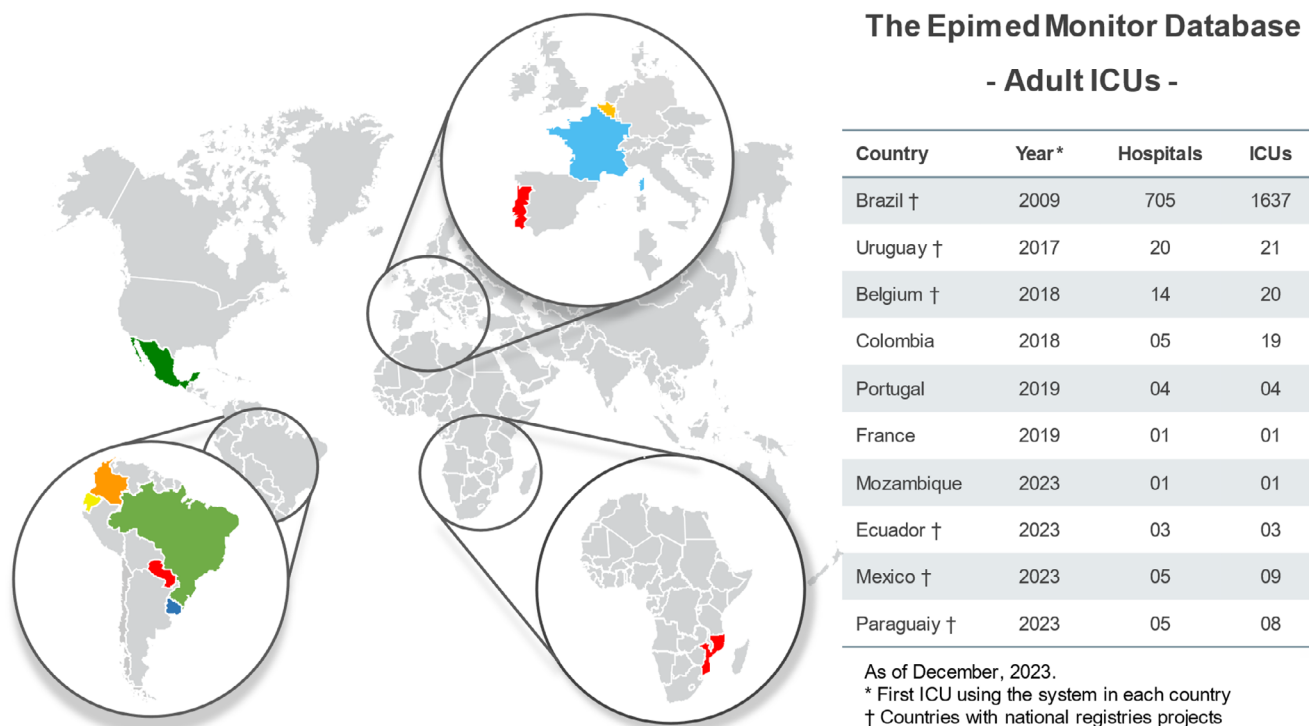 The Epimed Monitor Database
- Adult ICUs -
Country Year* Hospitals ICUs
Brazil † 2009 705 1637
Uruguay † 2017 20 21
Belgium † 2018 14 20
Colombia 2018 05 19
Portugal 2019 04 04
France 2019 01 01
Mozambique 2023 01 01
Ecuador † 2023 03 03
Mexico † 2023 05 09
Paraguaiy † 2023 05 08
As of December, 2023.
* First ICU using the system in each country
† Countries with national registries projects